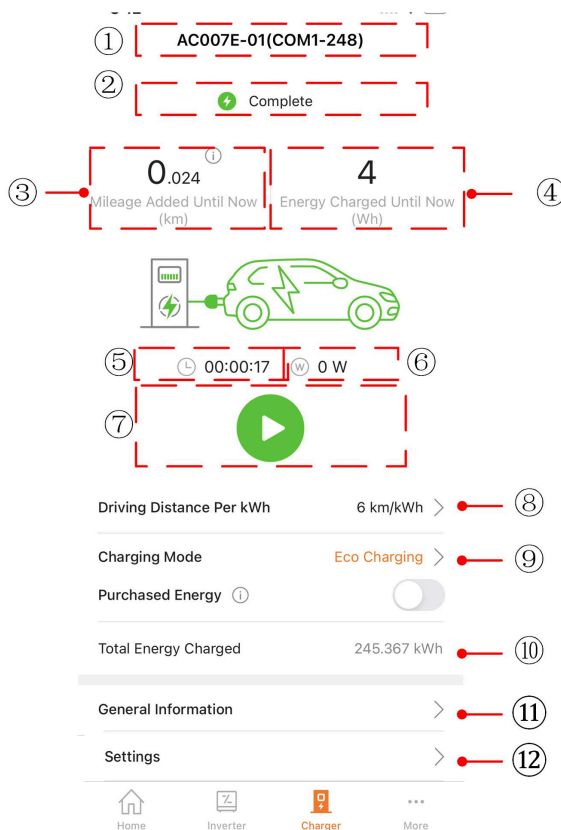 ① AC007E-01(COM1-248)
② Complete
③ 0.024 4 ④
Mileage Added Until Now Energy Charged Until Now
(km) (Wh)
⑤ 00:00:17 W 0 W ⑥
⑦
Driving Distance Per kWh 6 km/kWh ⑧
Charging Mode Eco Charging ⑨
Purchased Energy
Total Energy Charged 245.367 kWh ⑩
General Information ⑪
Settings ⑫
Home Inverter Charger More